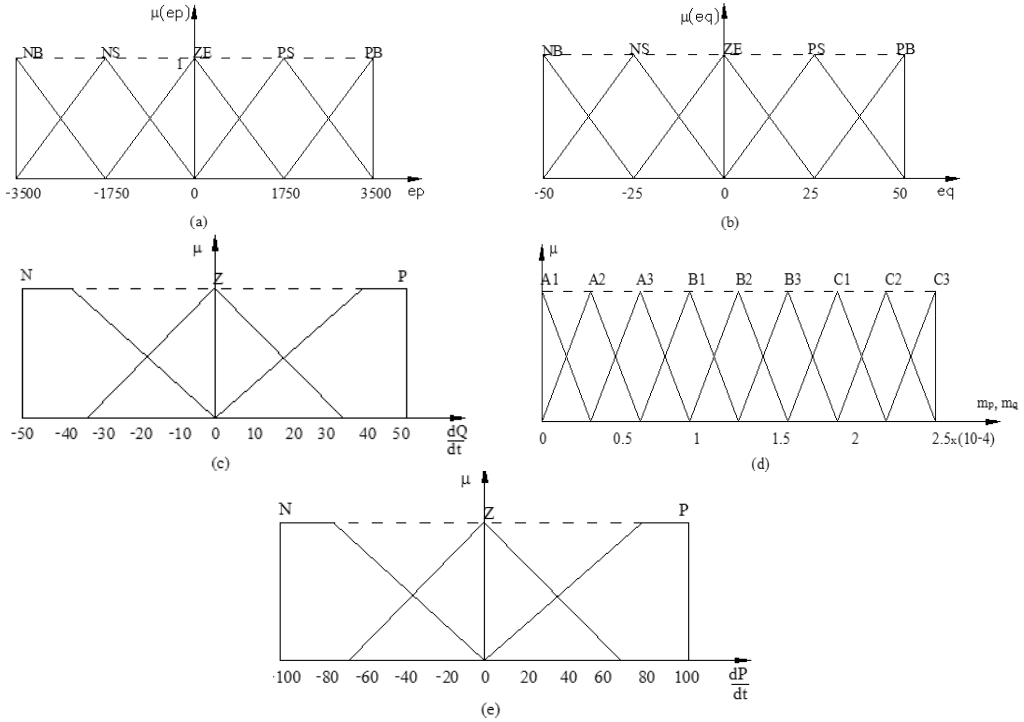 μ(ep)
NB NS ZE PS PB
1
-3500 -1750 0 1750 3500 ep
(a)
μ(eq)
NB NS ZE PS PB
-50 -25 0 25 50 eq
(b)
μ
N Z P
-50 -40 -30 -20 -10 0 10 20 30 40 50 dQ
dt
(c)
μ
A1 A2 A3 B1 B2 B3 C1 C2 C3
mp, mq
0 0.5 1 1.5 2 2.5x(10-4)
(d)
μ
N Z P
-100 -80 -60 -40 -20 0 20 40 60 80 100 dP
dt
(e)